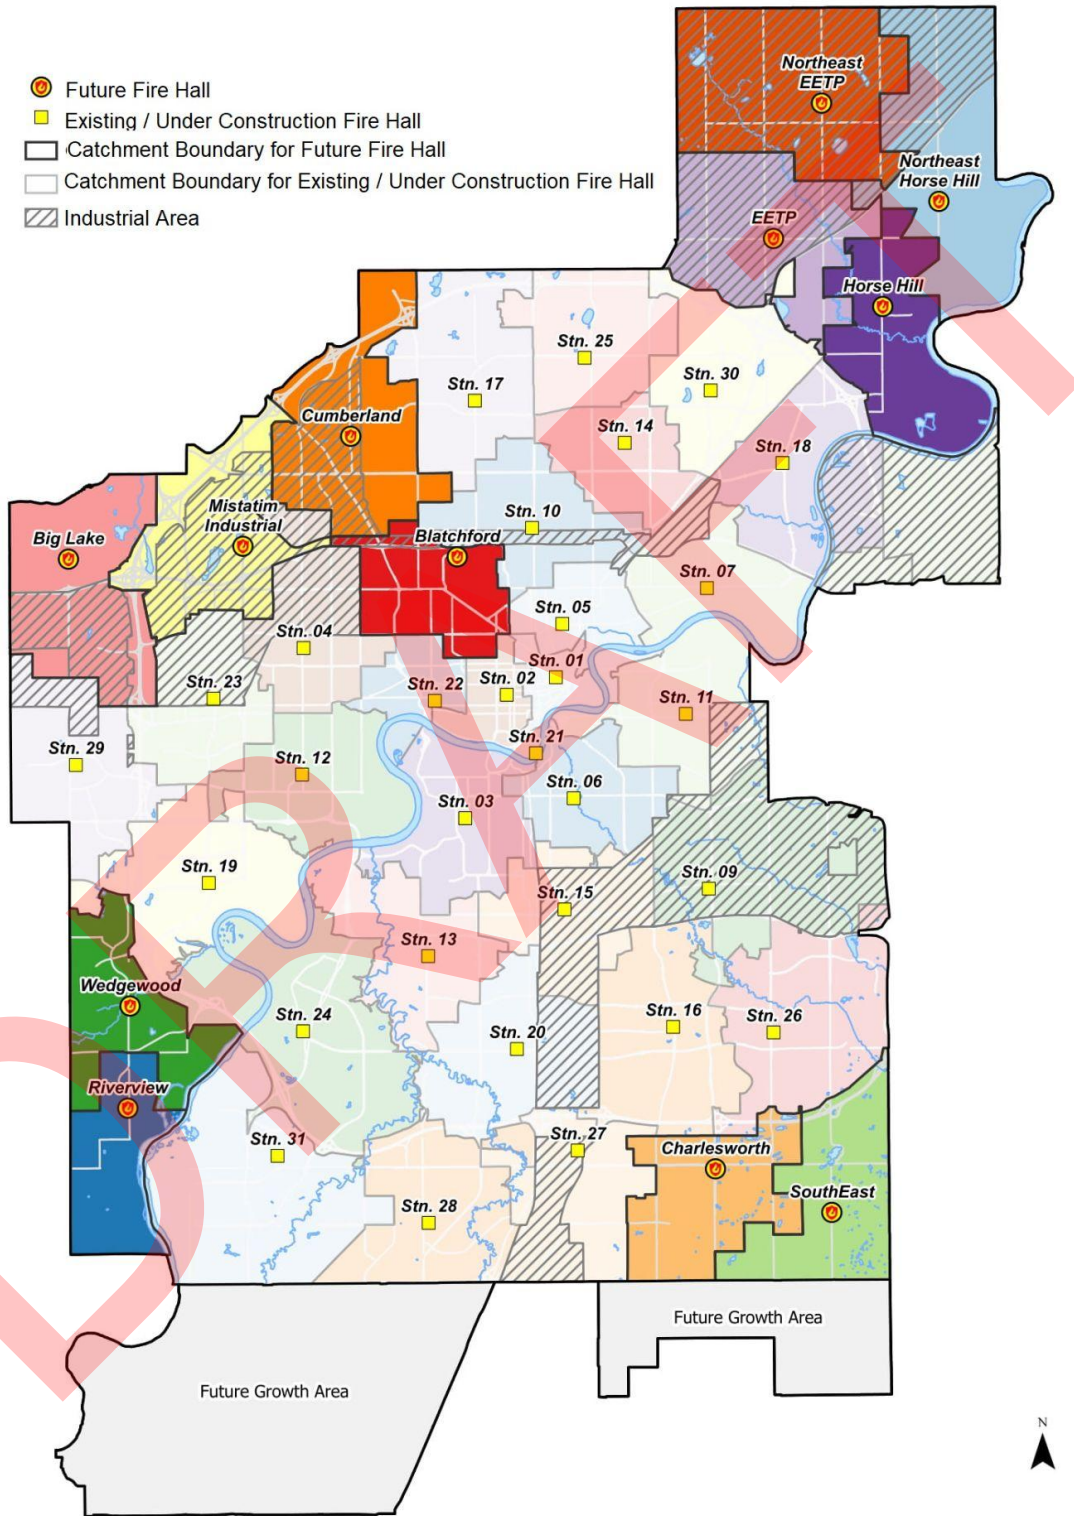 Future Fire Hall
Existing / Under Construction Fire Hall
Catchment Boundary for Future Fire Hall
Catchment Boundary for Existing / Under Construction Fire Hall
Industrial Area
Northeast
EETP
Northeast
Horse Hill
EETP
Horse Hill
Stn. 25
Stn. 17
Stn. 30
Cumberland
Stn. 14
Stn. 18
Mistatim
Industrial
Stn. 10
Big Lake
Blatchford
Stn. 07
Stn. 05
Stn. 04
Stn. 01
Stn. 23
Stn. 22
Stn. 02
Stn. 11
Stn. 29
Stn. 21
Stn. 12
Stn. 06
Stn. 03
Stn. 19
Stn. 09
Stn. 15
Stn. 13
Wedgewood
Stn. 24
Stn. 20
Stn. 16
Stn. 26
Riverview
Stn. 31
Stn. 27
Charlesworth
SouthEast
Stn. 28
Future Growth Area
Future Growth Area
N
DRAFT